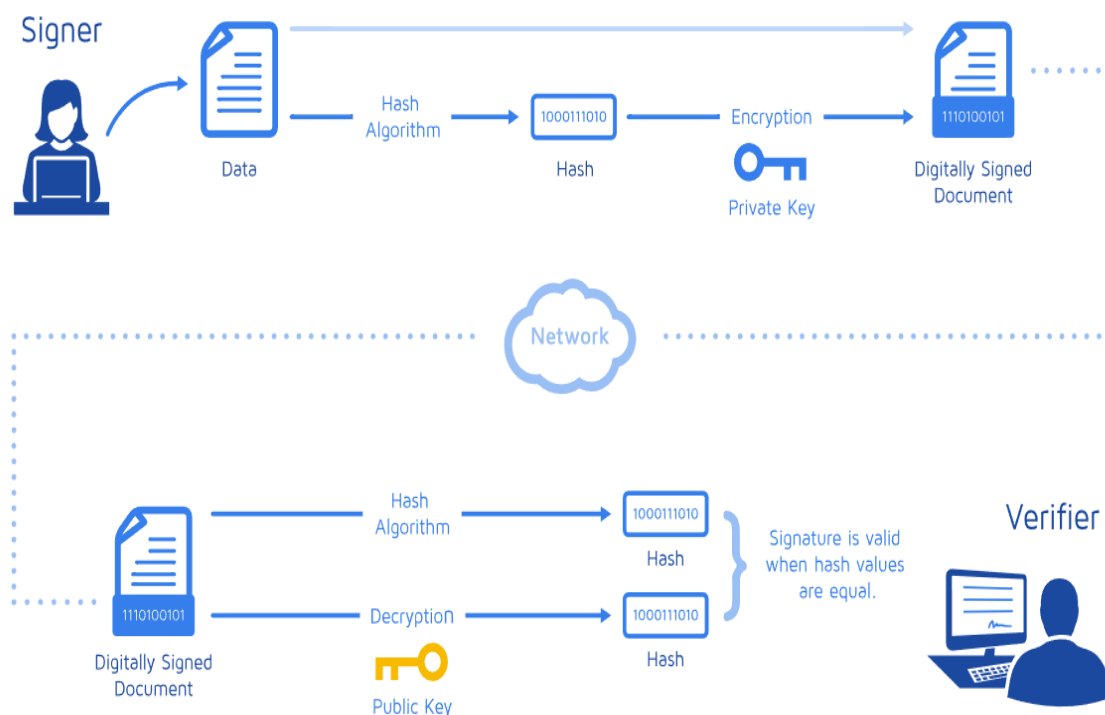 Signer
Hash
Algorithm
1000111010
Encryption
1110100101
Data
Hash
Private Key
Digitally Signed
Document
Network
Hash
Algorithm
1000111010
Hash
Signature is valid
when hash values
are equal.
Verifier
1110100101
Decryption
1000111010
Hash
Digitally Signed
Document
Public Key